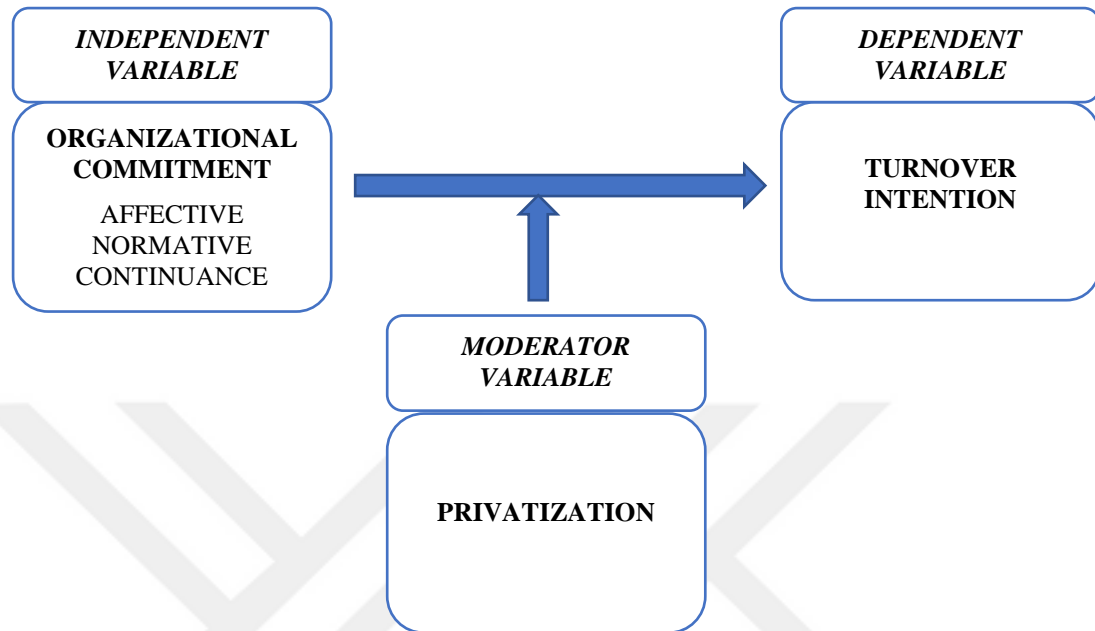 INDEPENDENT
VARIABLE
ORGANIZATIONAL
COMMITMENT
AFFECTIVE
NORMATIVE
CONTINUANCE
DEPENDENT
VARIABLE
TURNOVER
INTENTION
MODERATOR
VARIABLE
PRIVATIZATION